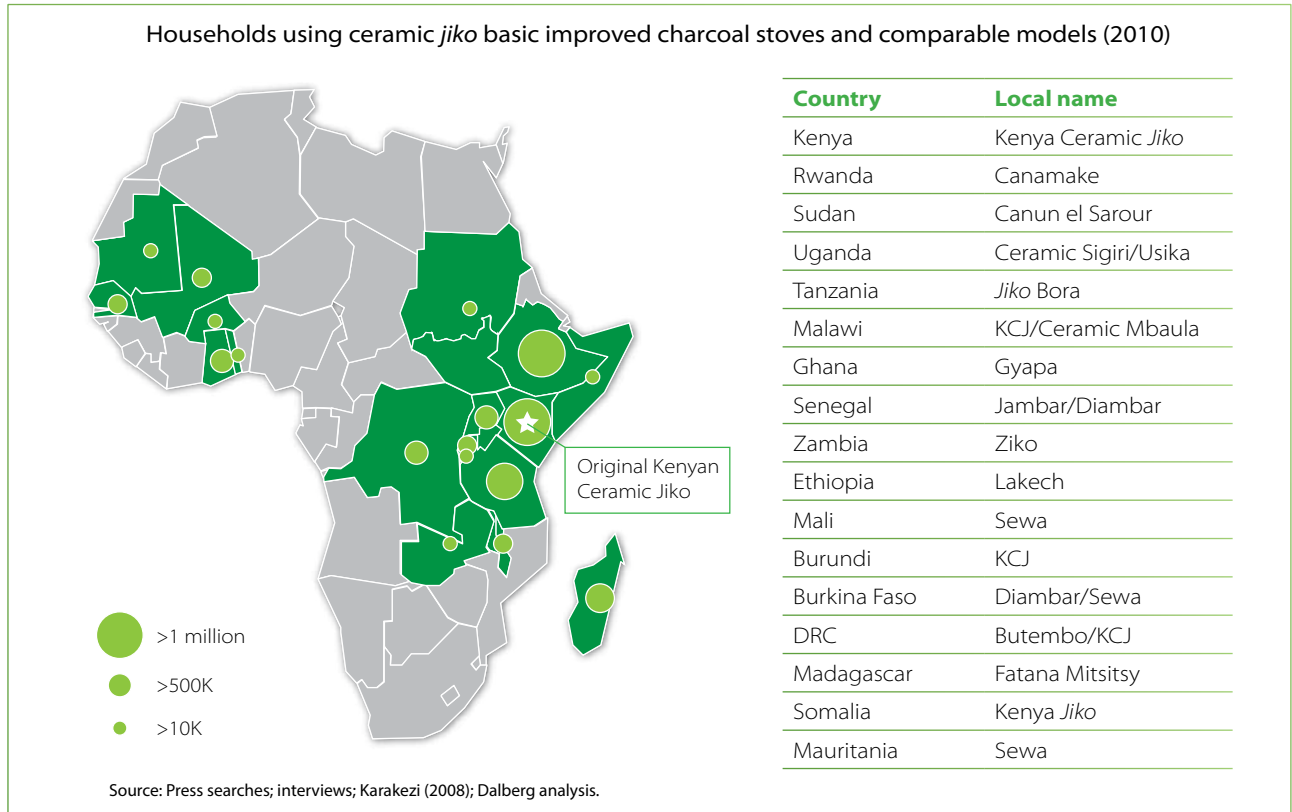 Households using ceramic jiko basic improved charcoal stoves and comparable models (2010)
Original Kenyan
Ceramic Jiko
>1 million
>500K
>10K
Country Local name
Kenya Kenya Ceramic Jiko
Rwanda Canamake
Sudan Canun el Sarour
Uganda Ceramic Sigiri/Usika
Tanzania Jiko Bora
Malawi KCJ/Ceramic Mbaula
Ghana Gyapa
Senegal Jambar/Diambar
Zambia Ziko
Ethiopia Lakech
Mali Sewa
Burundi KCJ
Burkina Faso Diambar/Sewa
DRC Butembo/KCJ
Madagascar Fatana Mitsitsy
Somalia Kenya Jiko
Mauritania Sewa
Source: Press searches; interviews; Karakezi (2008); Dalberg analysis.